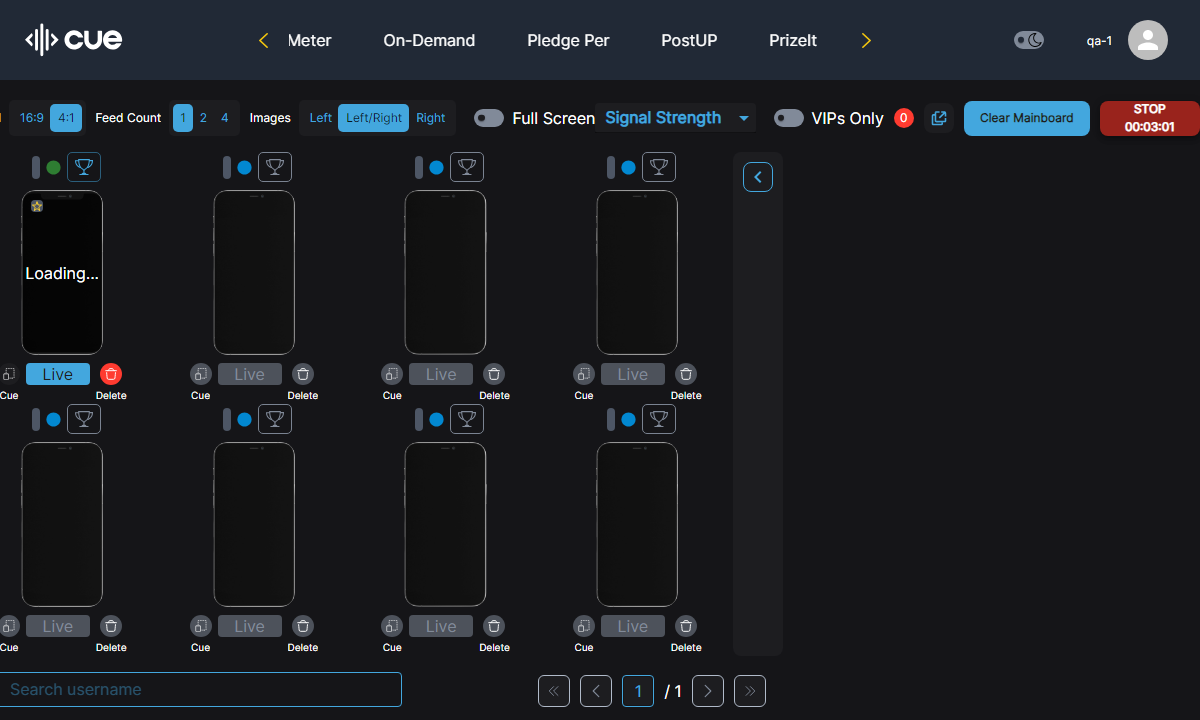 cue
Meter On-Demand Pledge Per PostUP PrizeIt
qa-1
16:9 4:1 Feed Count 1 2 4 Images Left Left/Right Right Full Screen Signal Strength VIPs Only 0 Clear Mainboard STOP
00:03:01
Loading...
Live Live Live Live
Cue Delete Cue Delete Cue Delete Cue Delete
Live Live Live Live
Cue Delete Cue Delete Cue Delete Cue Delete
Search username
1 / 1